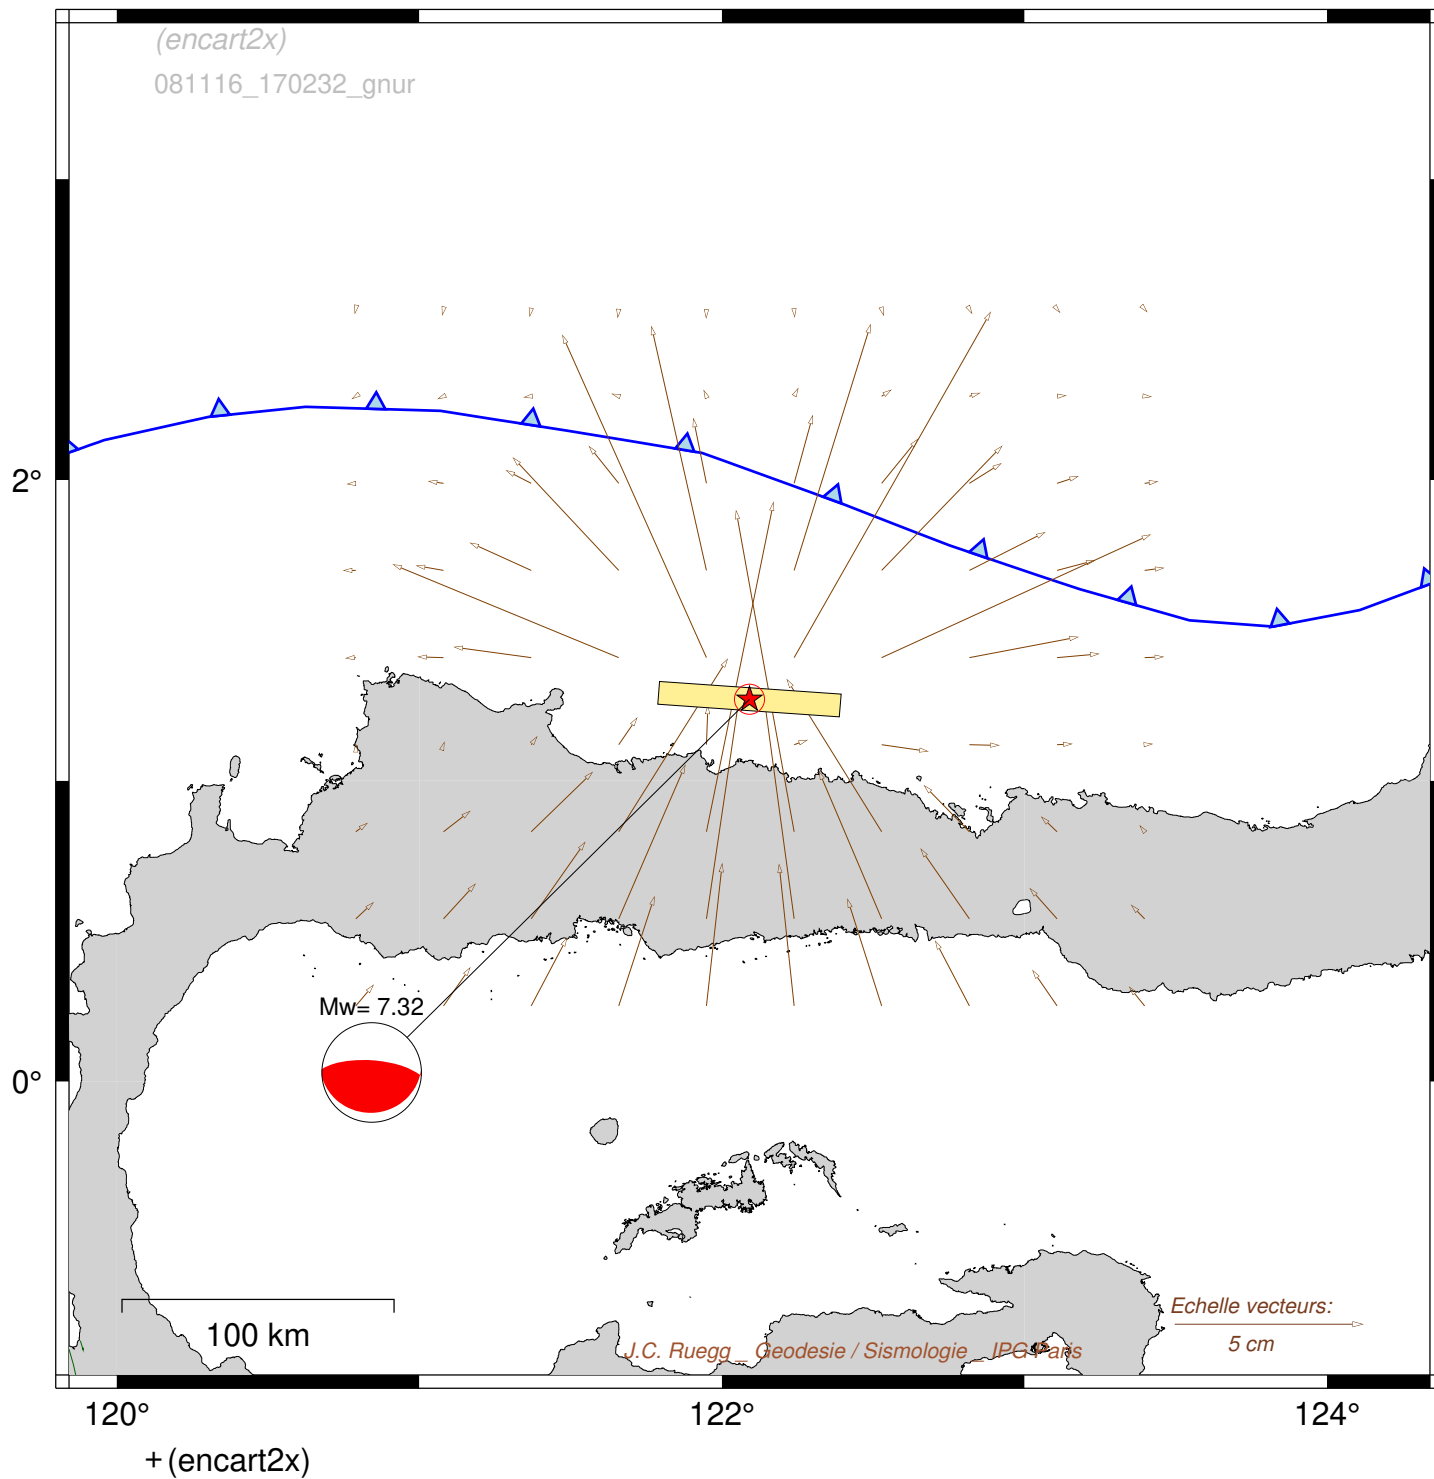 (encart2x)
081116_170232_gnur
2°
Mw= 7.32
0°
Echelle vecteurs:
5 cm
100 km
J.C. Ruegg _ Geodesie / Sismologie _ IPG Paris
120°
122°
124°
+ (encart2x)